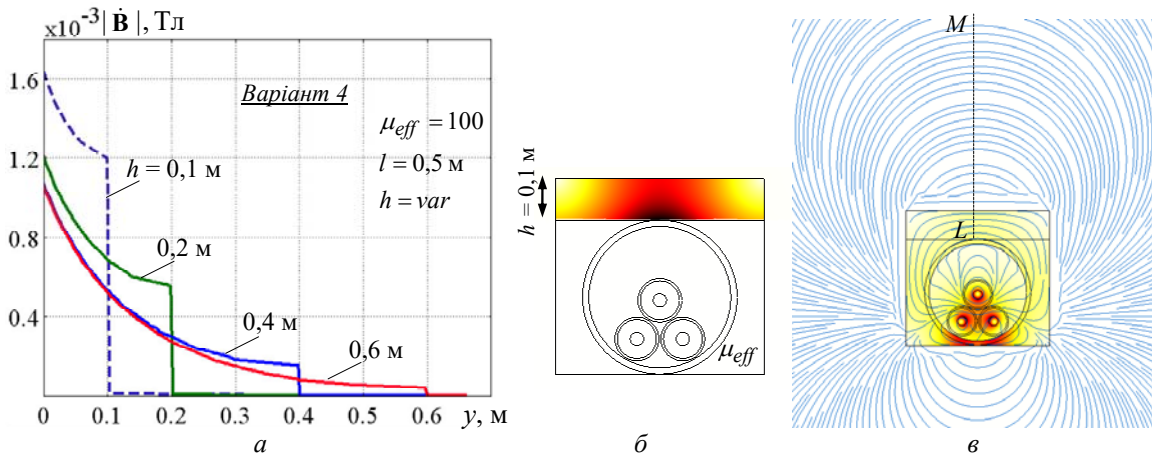 x10⁻³ | Ḃ |, Тл
1.6
1.2
0.8
0.4
Варіант 4
μeff = 100
l = 0,5 м
h = var
h = 0,1 м
0,2 м
0,4 м
0,6 м
0 0.1 0.2 0.3 0.4 0.5 0.6 y, м
а
h = 0,1 м
μeff
б
M
L
в